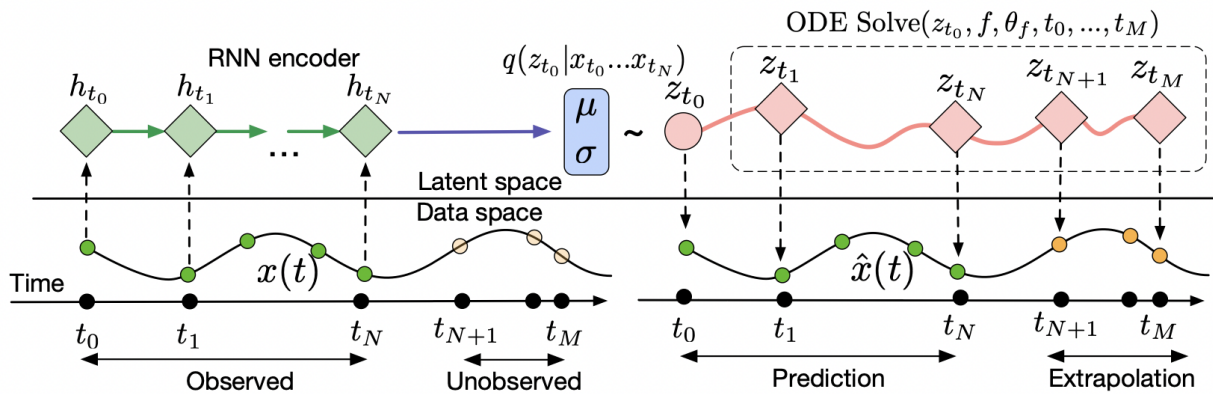 ODE Solve(z_{t_0}, f, θ_f, t_0, ..., t_M)
RNN encoder
q(z_{t_0}|x_{t_0}...x_{t_N})
h_{t_0} h_{t_1} h_{t_N}
z_{t_0} z_{t_1} z_{t_N} z_{t_{N+1}} z_{t_M}
...
μ
σ
~
Latent space
Data space
x(t)
x̂(t)
Time
t_0 t_1 t_N t_{N+1} t_M
t_0 t_1 t_N t_{N+1} t_M
Observed
Unobserved
Prediction
Extrapolation